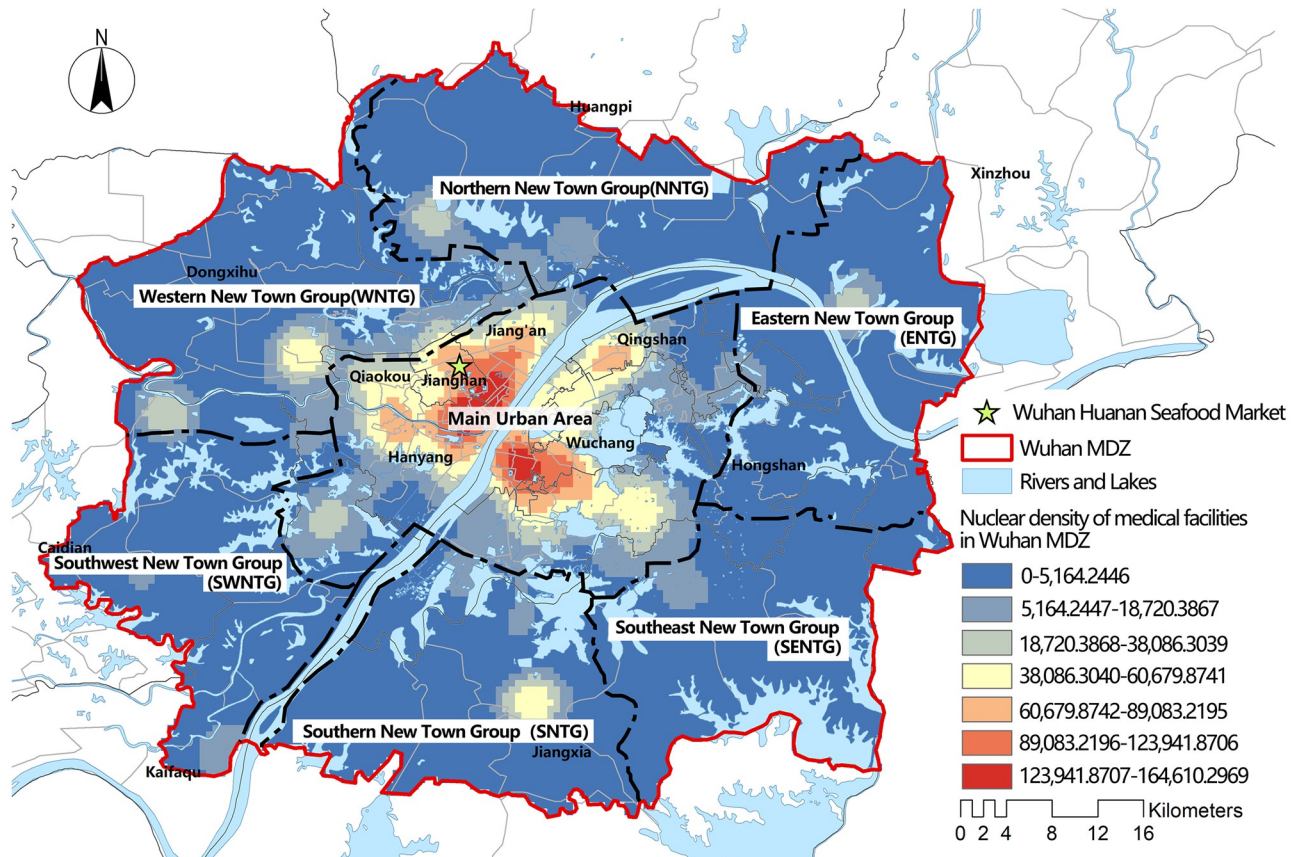 N
Huangpi
Xinzhou
Northern New Town Group(NNTG)
Dongxihu
Western New Town Group(WNTG)
Eastern New Town Group
(ENTG)
Jiang'an
Qingshan
Qiaokou
Jianghan
Main Urban Area
Wuchang
Hanyang
Hongshan
Caidian
Southwest New Town Group
(SWNTG)
Southeast New Town Group
(SENTG)
Southern New Town Group (SNTG)
Jiangxia
Kaifaqu
Wuhan Huanan Seafood Market
Wuhan MDZ
Rivers and Lakes
Nuclear density of medical facilities
in Wuhan MDZ
0-5,164.2446
5,164.2447-18,720.3867
18,720.3868-38,086.3039
38,086.3040-60,679.8741
60,679.8742-89,083.2195
89,083.2196-123,941.8706
123,941.8707-164,610.2969
Kilometers
0 2 4 8 12 16